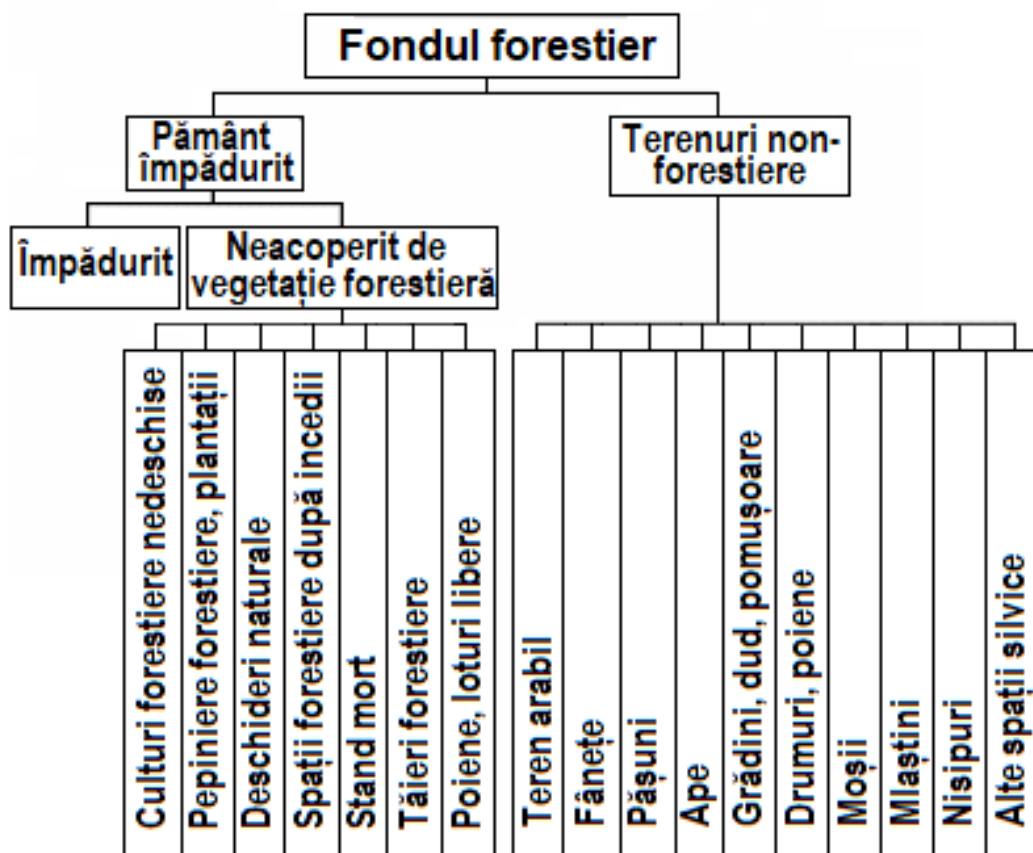 Fondul forestier
Pământ
împădurit
Terenuri non-
forestiere
Împădurit
Neacoperit de
vegetație forestieră
Culturi forestiere nedeschise
Pepiniere forestiere, plantații
Deschideri naturale
Spații forestiere după incedii
Stand mort
Tăieri forestiere
Poiene, loturi libere
Teren arabil
Fânețe
Pășuni
Ape
Grădini, dud, pomușoare
Drumuri, poiene
Moșii
Mlaștini
Nisipuri
Alte spații silvice